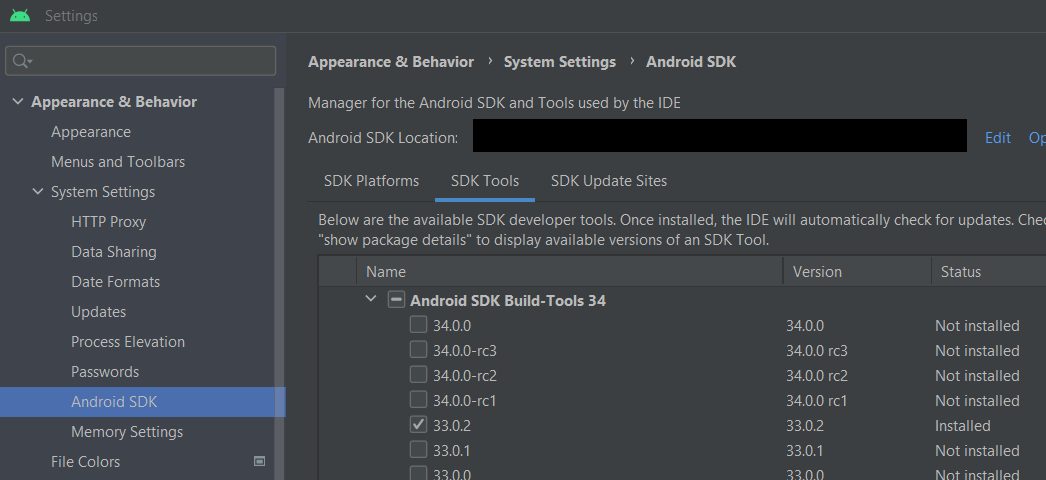 Settings
Appearance & Behavior
Appearance
Menus and Toolbars
System Settings
HTTP Proxy
Data Sharing
Date Formats
Updates
Process Elevation
Passwords
Android SDK
Memory Settings
File Colors
Appearance & Behavior › System Settings › Android SDK
Manager for the Android SDK and Tools used by the IDE
Android SDK Location: Edit Op
SDK Platforms SDK Tools SDK Update Sites
Below are the available SDK developer tools. Once installed, the IDE will automatically check for updates. Chec
"show package details" to display available versions of an SDK Tool.
Name Version Status
Android SDK Build-Tools 34
34.0.0 34.0.0 Not installed
34.0.0-rc3 34.0.0 rc3 Not installed
34.0.0-rc2 34.0.0 rc2 Not installed
34.0.0-rc1 34.0.0 rc1 Not installed
33.0.2 33.0.2 Installed
33.0.1 33.0.1 Not installed
33.0.0 33.0.0 Not installed